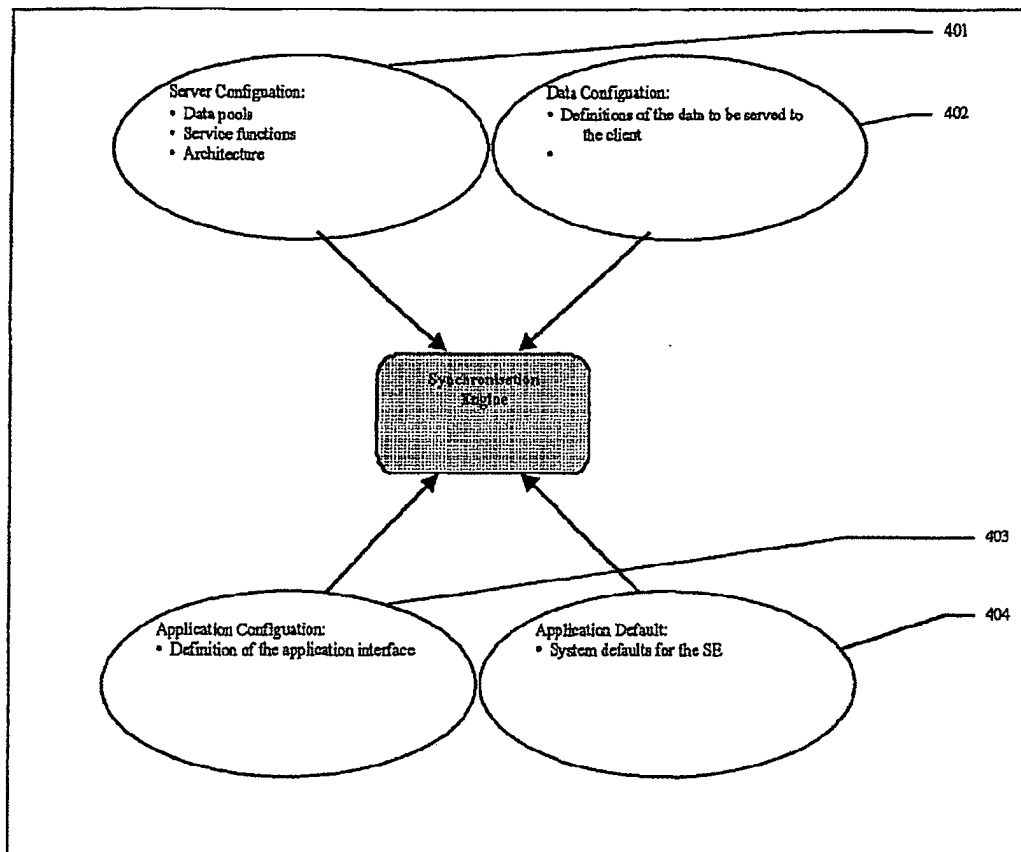 401
Server Configuation:
• Data pools
• Service functions
• Architecture
Data Configuation:
• Definitions of the data to be served to
the client
•
402
Synchronisation
Engine
403
Application Configuation:
• Definition of the application interface
Application Default:
• System defaults for the SE
404